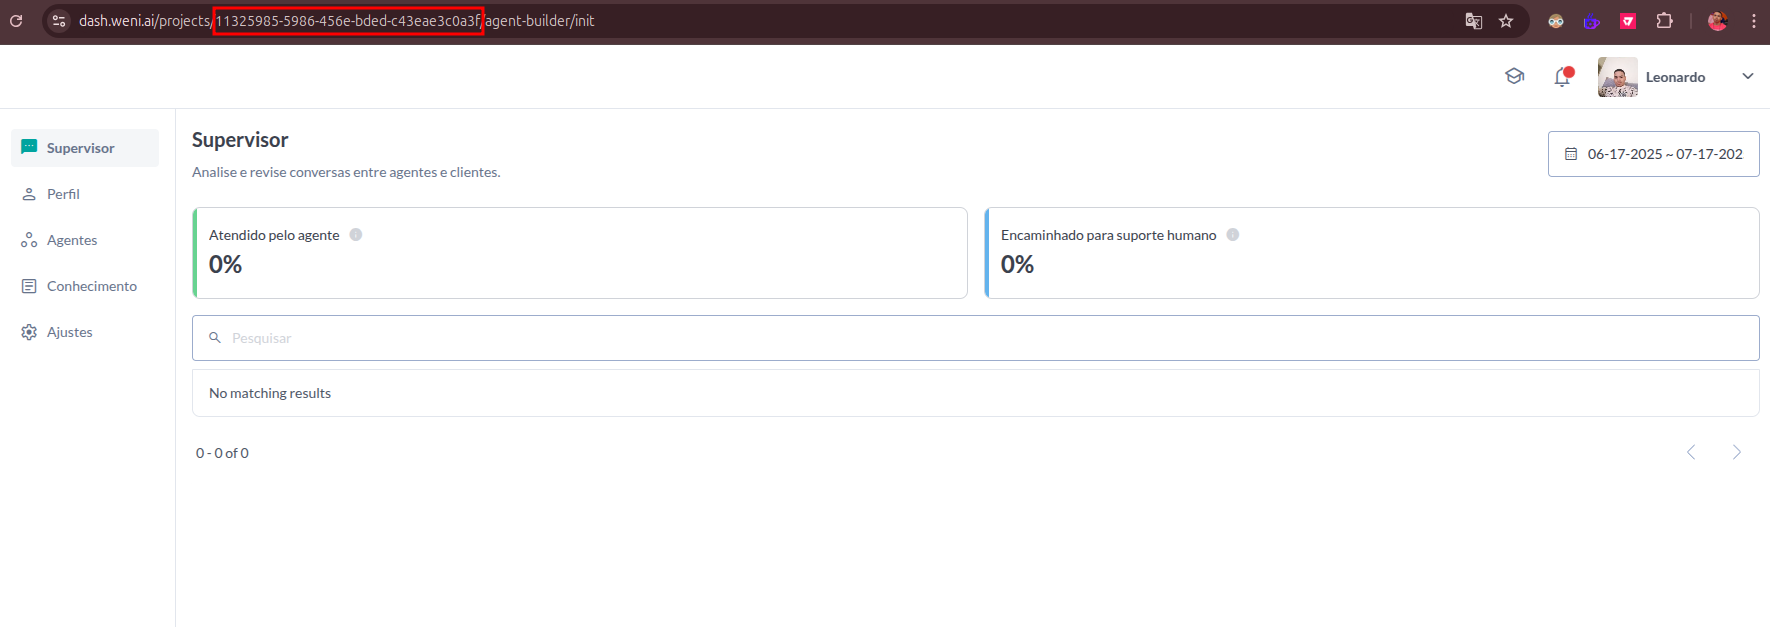 dash.weni.ai/projects/11325985-5986-456e-bded-c43eae3c0a3f/agent-builder/init
Leonardo
Supervisor
Perfil
Agentes
Conhecimento
Ajustes
Supervisor
Analise e revise conversas entre agentes e clientes.
06-17-2025 ~ 07-17-202
Atendido pelo agente
0%
Encaminhado para suporte humano
0%
Pesquisar
No matching results
0 - 0 of 0